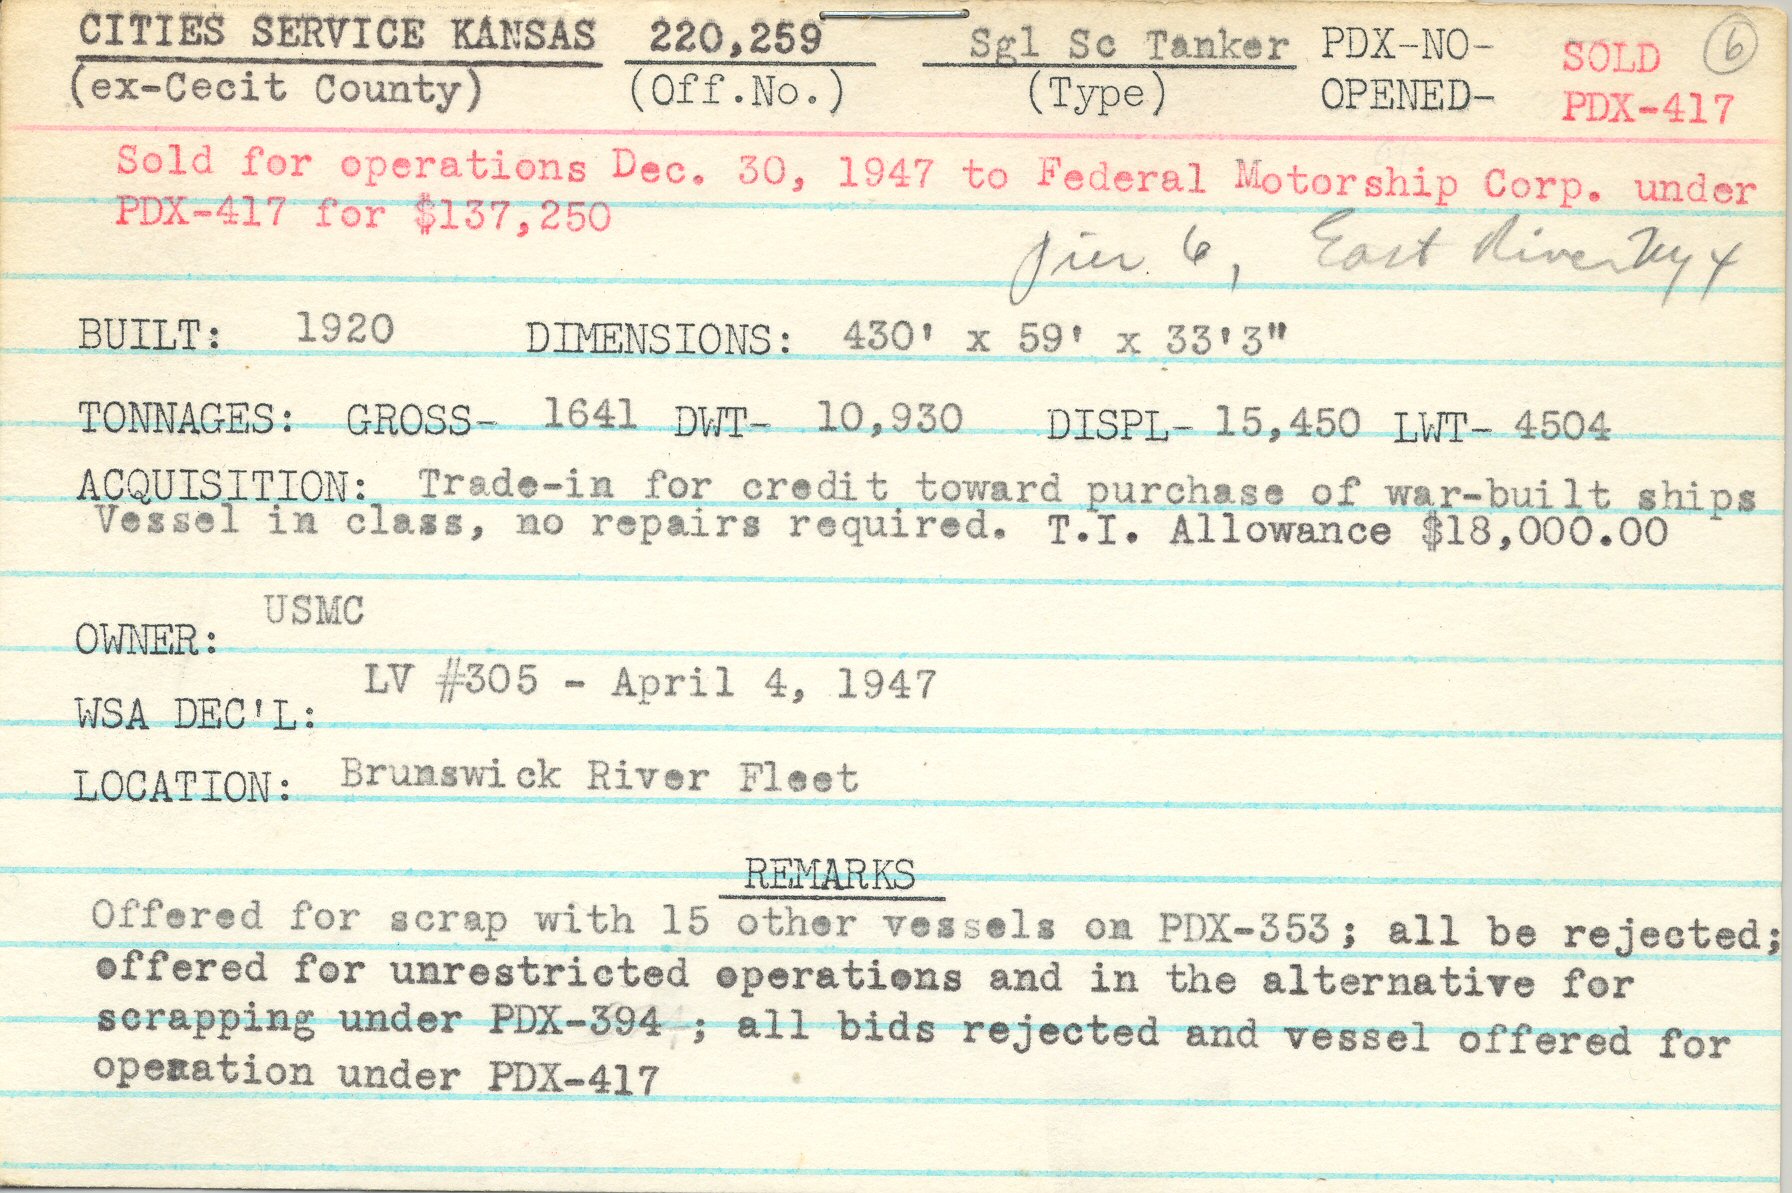 CITIES SERVICE KANSAS 220,259 Sgl Sc Tanker PDX-NO- SOLD 6
(ex-Cecit County) (Off.No.) (Type) OPENED- PDX-417
Sold for operations Dec. 30, 1947 to Federal Motorship Corp. under
PDX-417 for $137,250
Pier 6, East River NY
BUILT: 1920 DIMENSIONS: 430' x 59' x 33'3"
TONNAGES: GROSS- 1641 DWT- 10,930 DISPL- 15,450 LWT- 4504
ACQUISITION: Trade-in for credit toward purchase of war-built ships
Vessel in class, no repairs required. T.I. Allowance $18,000.00
USMC
OWNER:
LV #305 - April 4, 1947
WSA DEC'L:
LOCATION: Brunswick River Fleet
REMARKS
Offered for scrap with 15 other vessels on PDX-353; all be rejected;
offered for unrestricted operations and in the alternative for
scrapping under PDX-394 ; all bids rejected and vessel offered for
operation under PDX-417